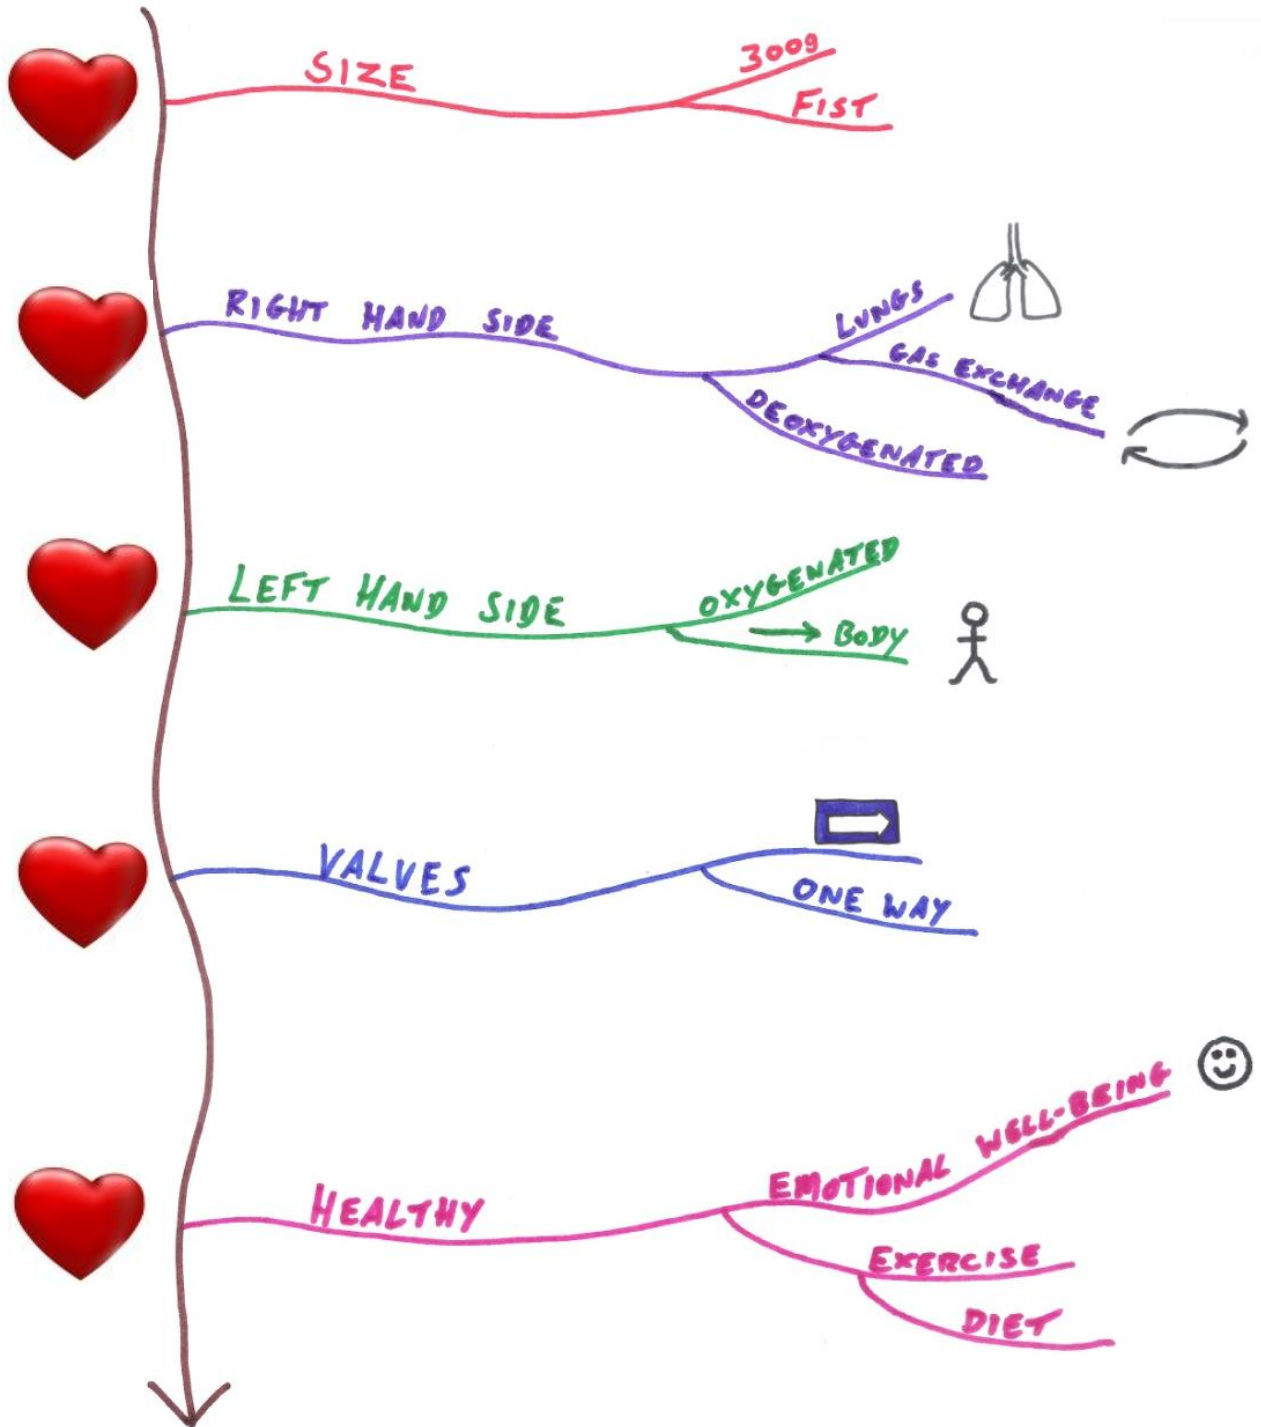 SIZE
300g
FIST
RIGHT HAND SIDE
LUNGS
GAS EXCHANGE
DEOXYGENATED
LEFT HAND SIDE
OXYGENATED
→ BODY
VALVES
ONE WAY
HEALTHY
EMOTIONAL WELL-BEING
EXERCISE
DIET